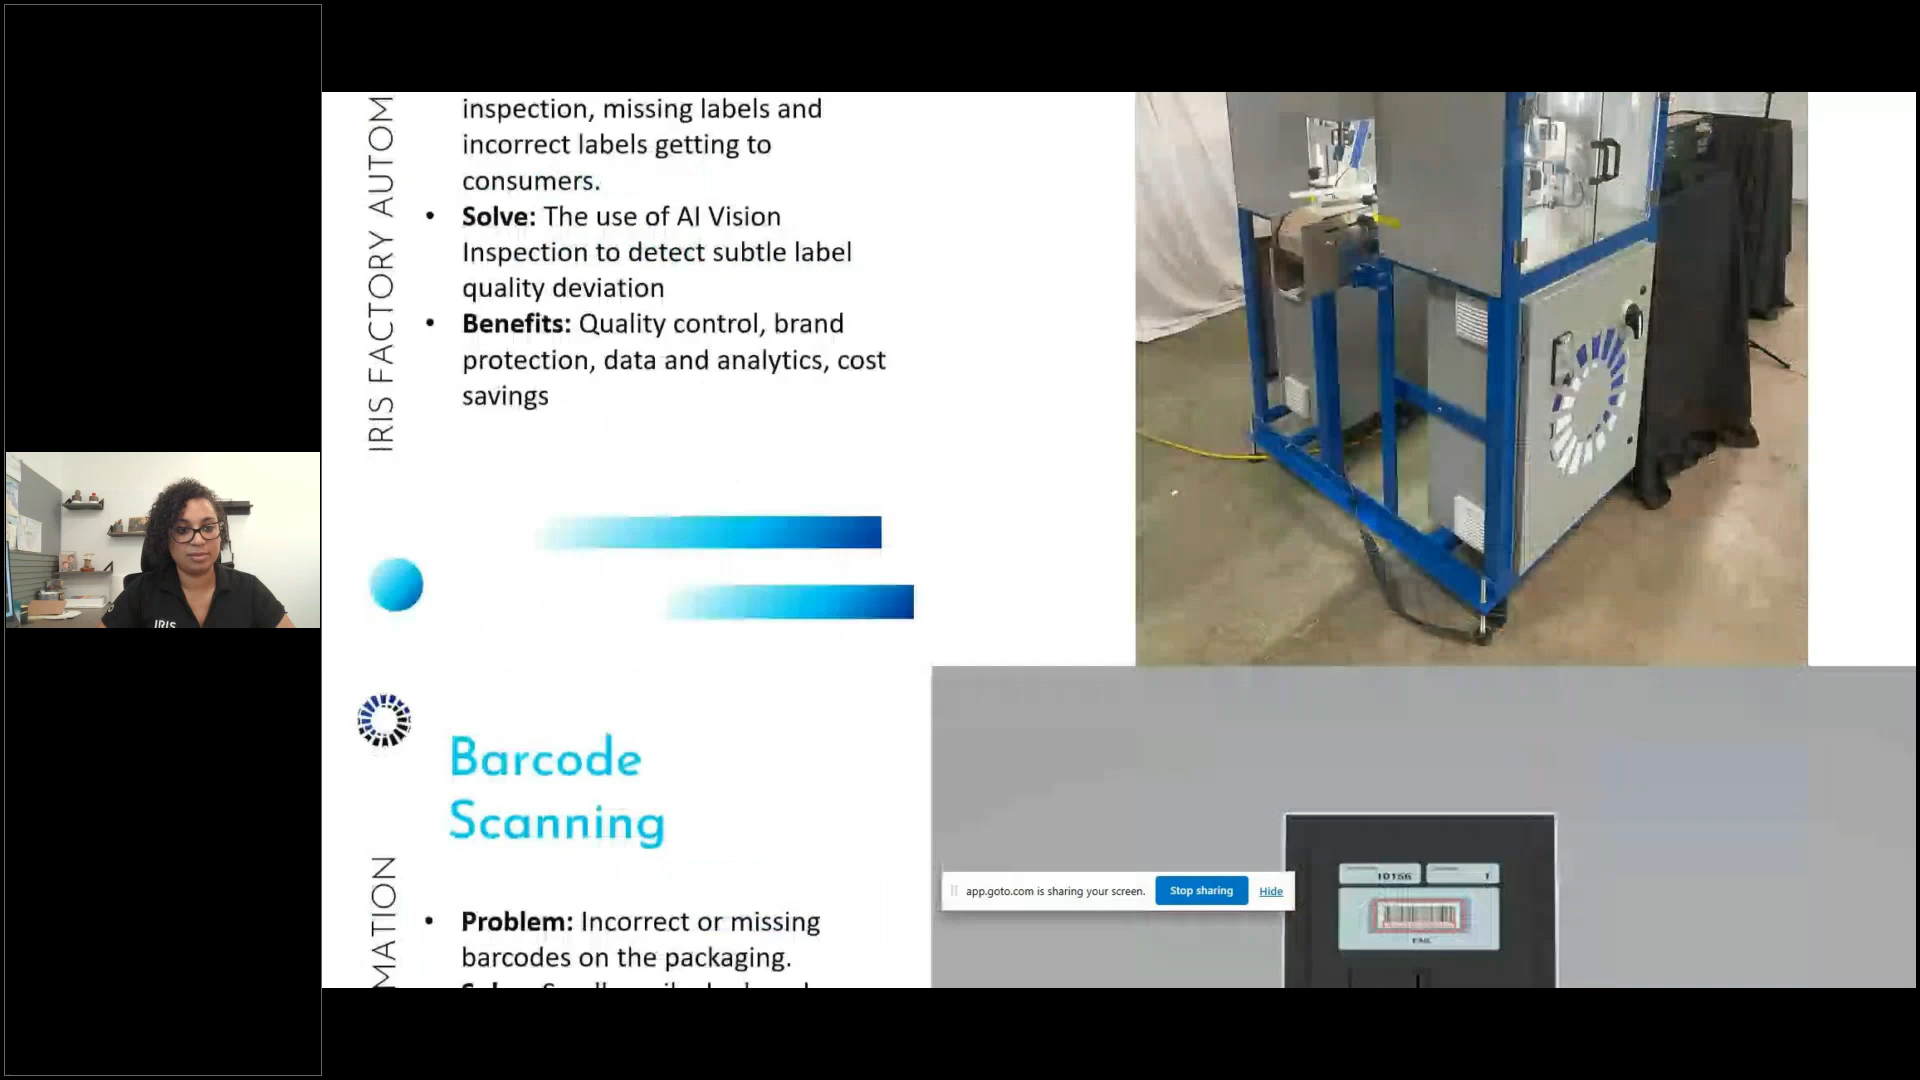 IRIS FACTORY AUTOM
inspection, missing labels and
incorrect labels getting to
consumers.
• Solve: The use of AI Vision
Inspection to detect subtle label
quality deviation
• Benefits: Quality control, brand
protection, data and analytics, cost
savings
IRIS
Barcode
Scanning
MATION
• Problem: Incorrect or missing
barcodes on the packaging.
app.goto.com is sharing your screen. Stop sharing Hide
10156 1